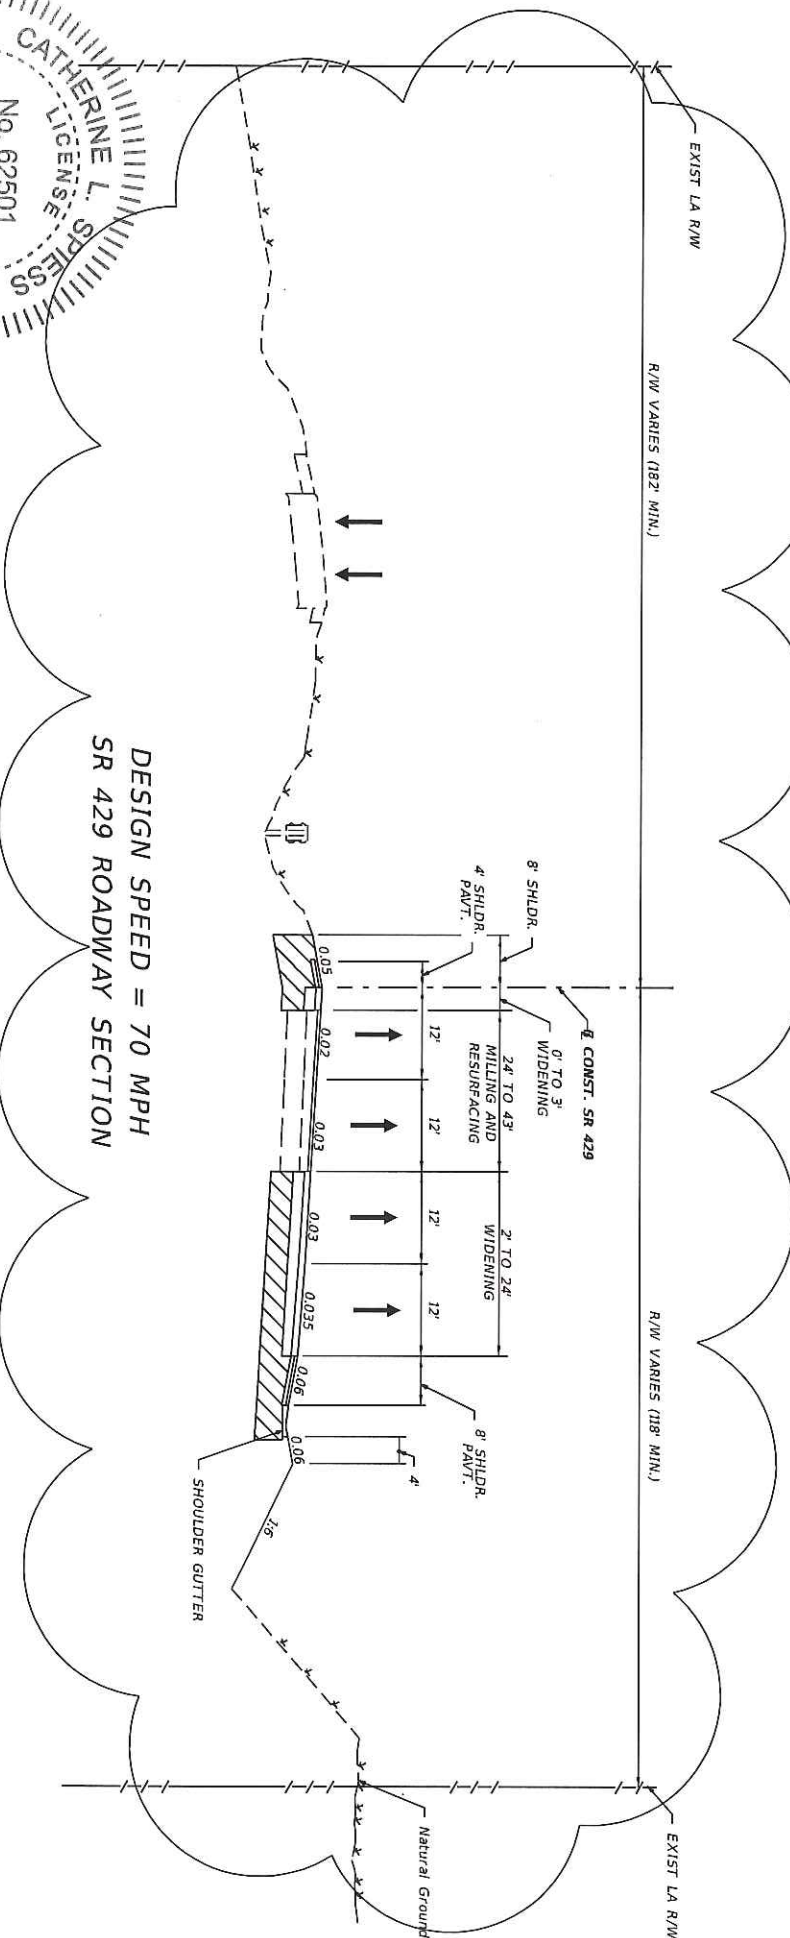 EXIST LA R/W
R/W VARIES (182' MIN.)
R/W VARIES (118' MIN.)
EXIST LA R/W
℄ CONST. SR 429
8' SHLDR.
0' TO 3'
WIDENING
24' TO 43'
MILLING AND
RESURFACING
2' TO 24'
WIDENING
4' SHLDR.
PAVT.
12'
12'
12'
12'
8' SHLDR.
PAVT.
4'
0.05
0.02
0.03
0.03
0.035
0.06
0.06
1:6
SHOULDER GUTTER
Natural Ground
DESIGN SPEED = 70 MPH
SR 429 ROADWAY SECTION
CATHERINE L. SPIESS
LICENSE
No. 62501